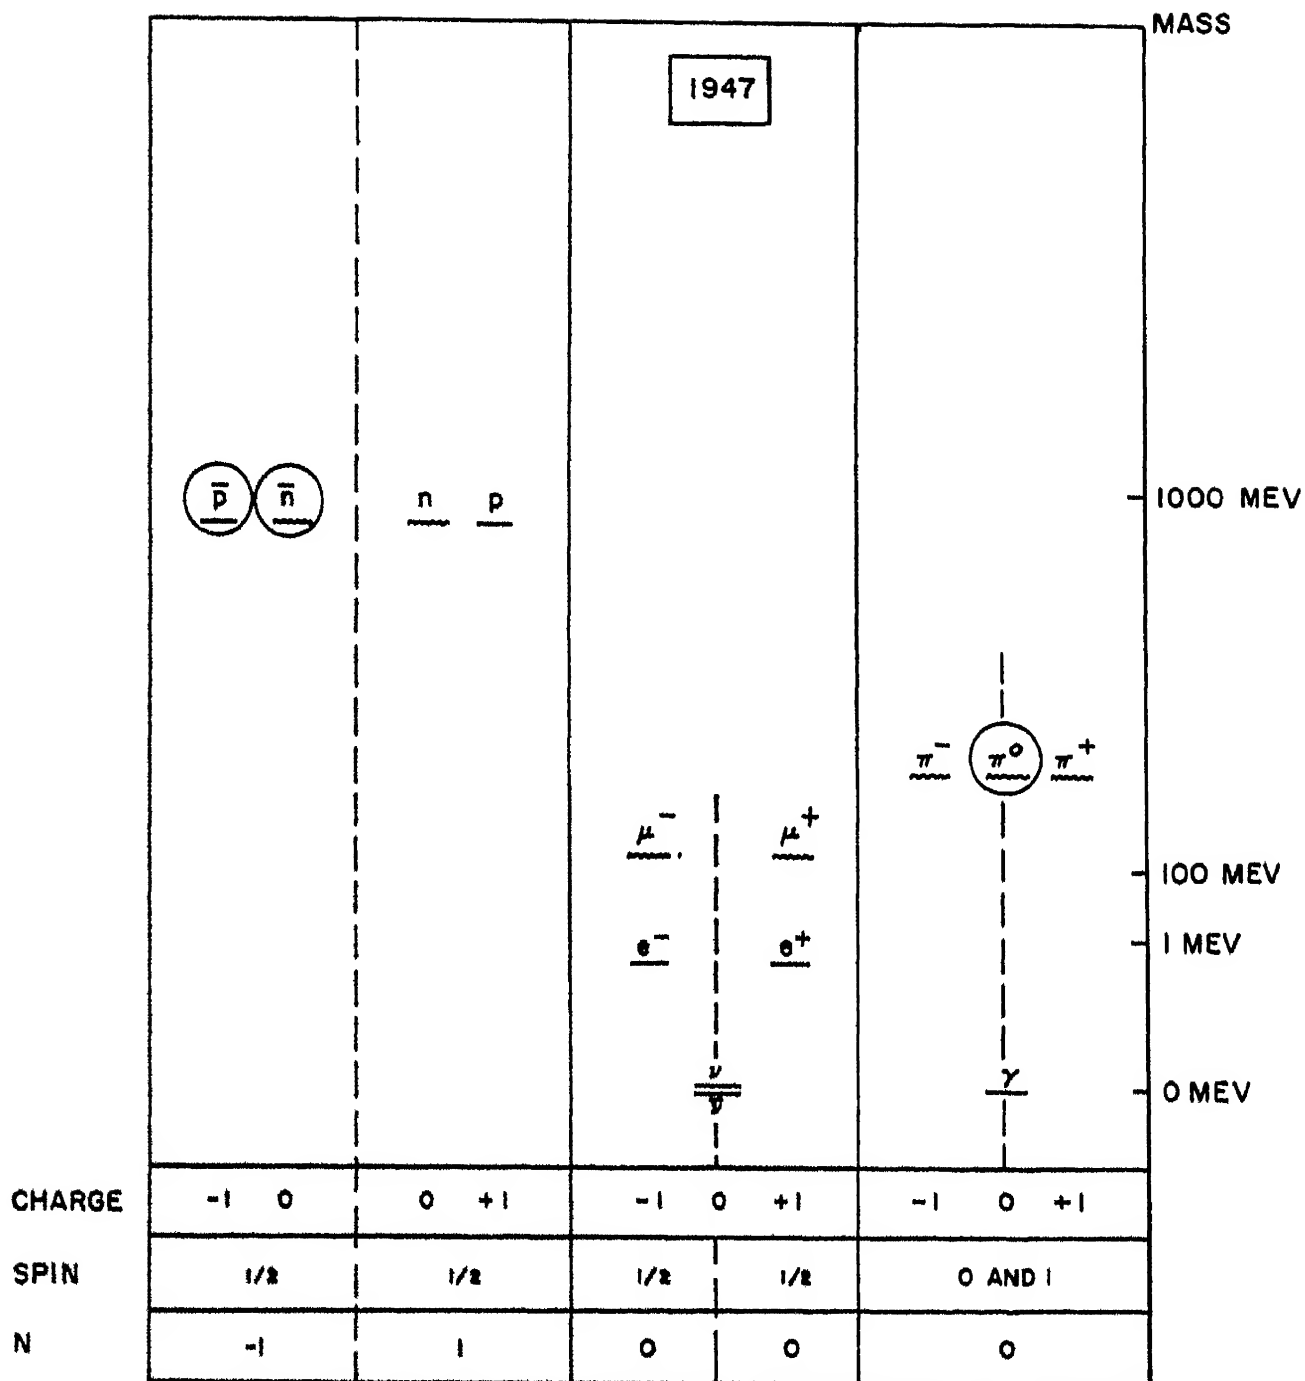 MASS
1947
p̄ n̄ n p
1000 MEV
π⁻ π⁰ π⁺
μ⁻ μ⁺
100 MEV
e⁻ e⁺
1 MEV
ν
ν̄
γ
0 MEV
CHARGE -1 0 0 +1 -1 0 +1 -1 0 +1
SPIN 1/2 1/2 1/2 1/2 0 AND 1
N -1 1 0 0 0